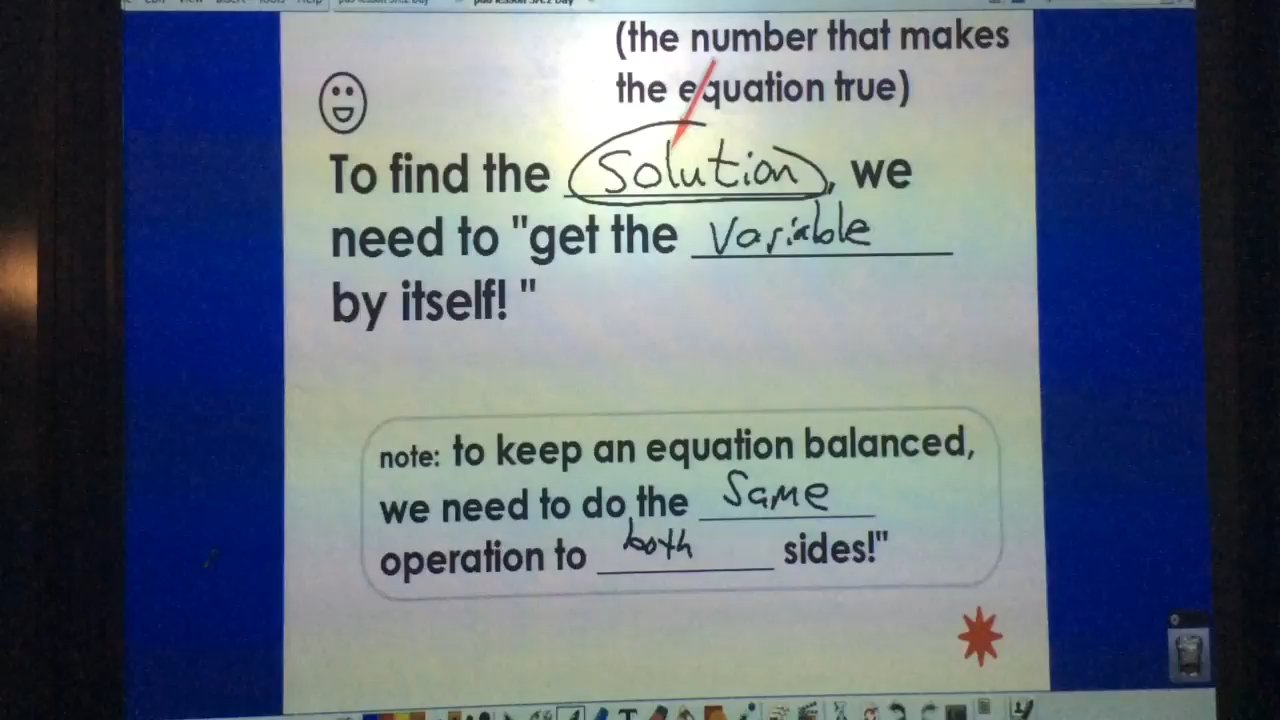 (the number that makes
the equation true)
To find the solution, we
need to "get the variable
by itself! "
note: to keep an equation balanced,
we need to do the same
operation to both sides!"